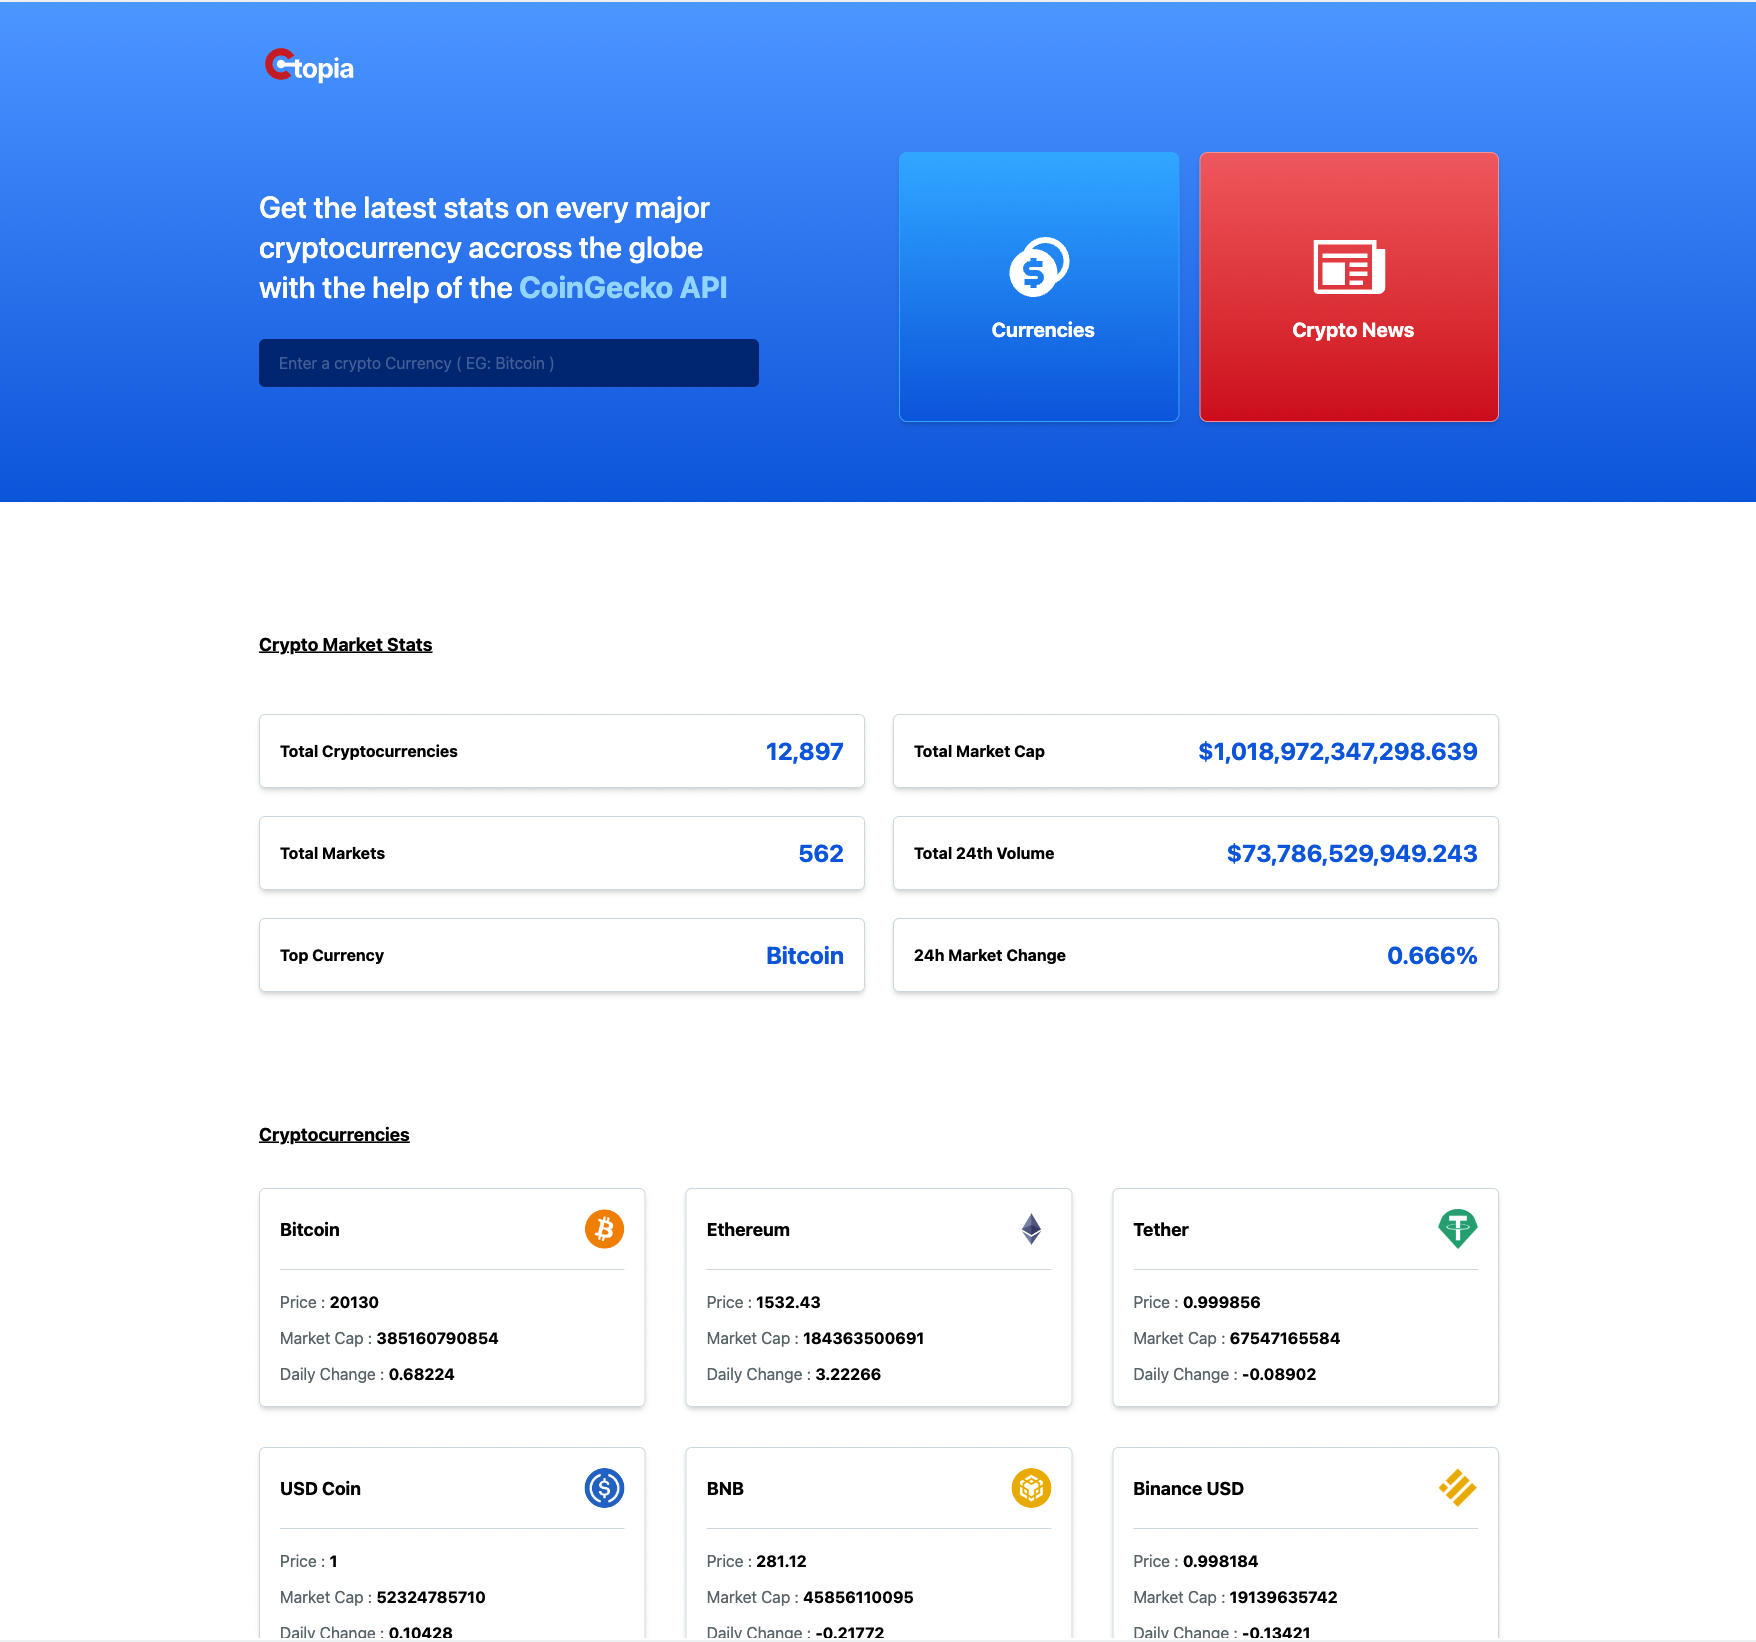 Ctopia
Get the latest stats on every major
cryptocurrency accross the globe
with the help of the CoinGecko API
Enter a crypto Currency ( EG: Bitcoin )
Currencies
Crypto News
Crypto Market Stats
Total Cryptocurrencies 12,897
Total Market Cap $1,018,972,347,298.639
Total Markets 562
Total 24th Volume $73,786,529,949.243
Top Currency Bitcoin
24h Market Change 0.666%
Cryptocurrencies
Bitcoin
Price : 20130
Market Cap : 385160790854
Daily Change : 0.68224
Ethereum
Price : 1532.43
Market Cap : 184363500691
Daily Change : 3.22266
Tether
Price : 0.999856
Market Cap : 67547165584
Daily Change : -0.08902
USD Coin
Price : 1
Market Cap : 52324785710
Daily Change : 0.10428
BNB
Price : 281.12
Market Cap : 45856110095
Daily Change : -0.21772
Binance USD
Price : 0.998184
Market Cap : 19139635742
Daily Change : -0.13421